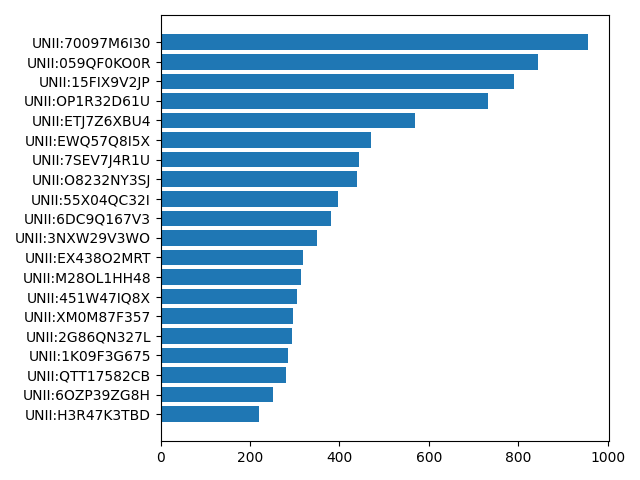 UNII:70097M6I30
UNII:059QF0KO0R
UNII:15FIX9V2JP
UNII:OP1R32D61U
UNII:ETJ7Z6XBU4
UNII:EWQ57Q8I5X
UNII:7SEV7J4R1U
UNII:O8232NY3SJ
UNII:55X04QC32I
UNII:6DC9Q167V3
UNII:3NXW29V3WO
UNII:EX438O2MRT
UNII:M28OL1HH48
UNII:451W47IQ8X
UNII:XM0M87F357
UNII:2G86QN327L
UNII:1K09F3G675
UNII:QTT17582CB
UNII:6OZP39ZG8H
UNII:H3R47K3TBD
0 200 400 600 800 1000